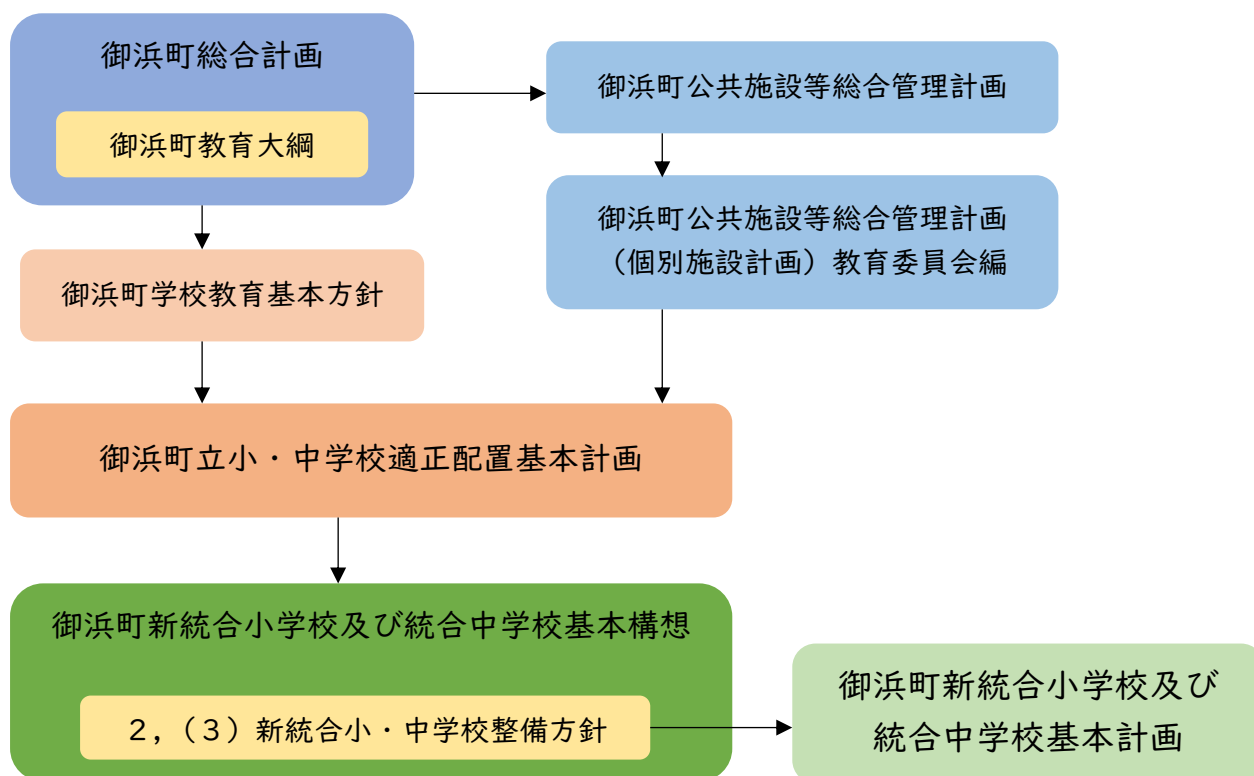 御浜町総合計画
御浜町教育大綱
御浜町公共施設等総合管理計画
御浜町公共施設等総合管理計画
（個別施設計画）教育委員会編
御浜町学校教育基本方針
御浜町立小・中学校適正配置基本計画
御浜町新統合小学校及び統合中学校基本構想
２，（３）新統合小・中学校整備方針
御浜町新統合小学校及び
統合中学校基本計画